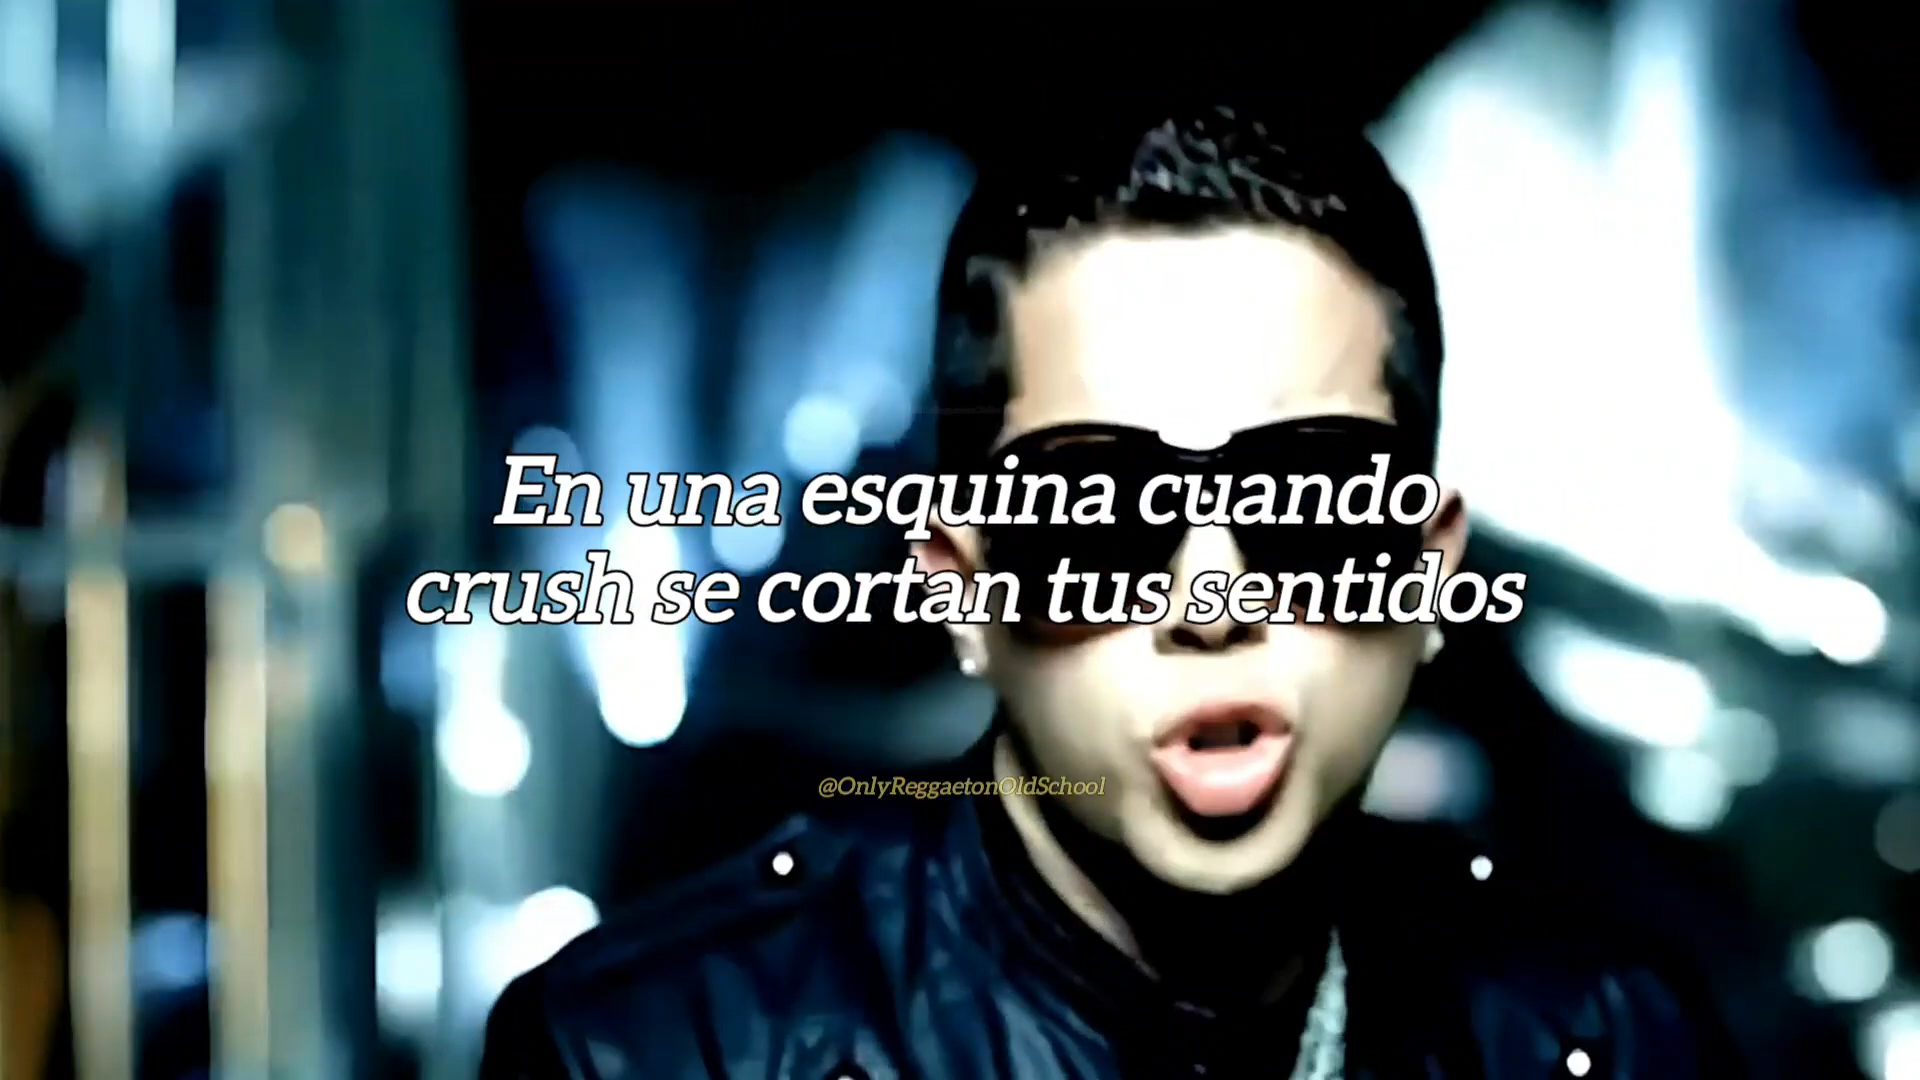 En una esquina cuando
crush se cortan tus sentidos
@OnlyReggaetonOldSchool